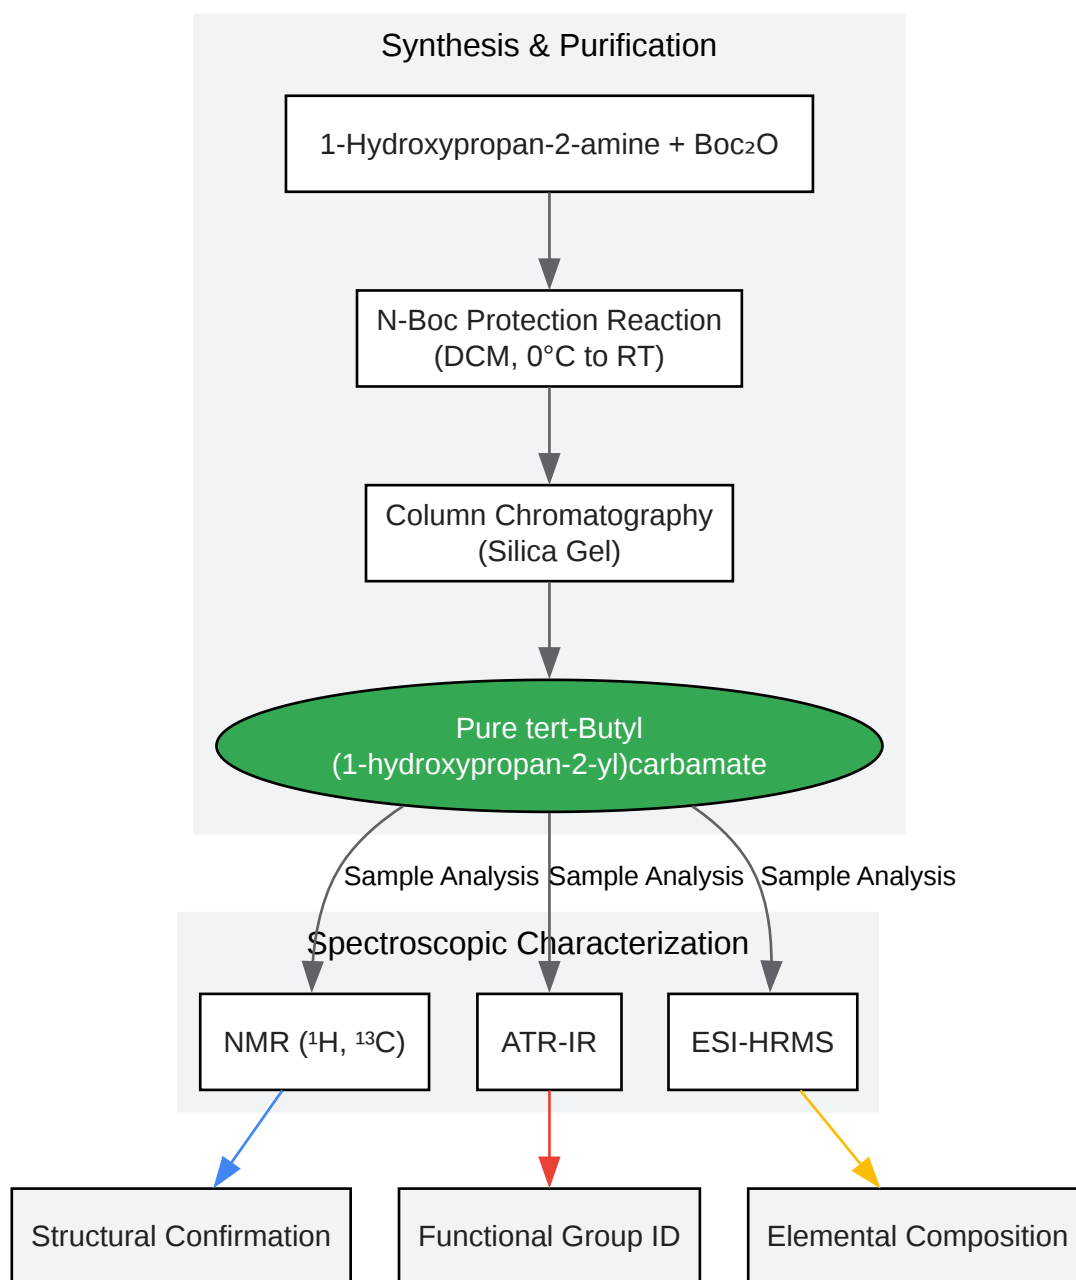 Synthesis & Purification
1-Hydroxypropan-2-amine + Boc₂O
N-Boc Protection Reaction
(DCM, 0°C to RT)
Column Chromatography
(Silica Gel)
Pure tert-Butyl
(1-hydroxypropan-2-yl)carbamate
Sample Analysis
Sample Analysis
Sample Analysis
Spectroscopic Characterization
NMR (¹H, ¹³C)
ATR-IR
ESI-HRMS
Structural Confirmation
Functional Group ID
Elemental Composition